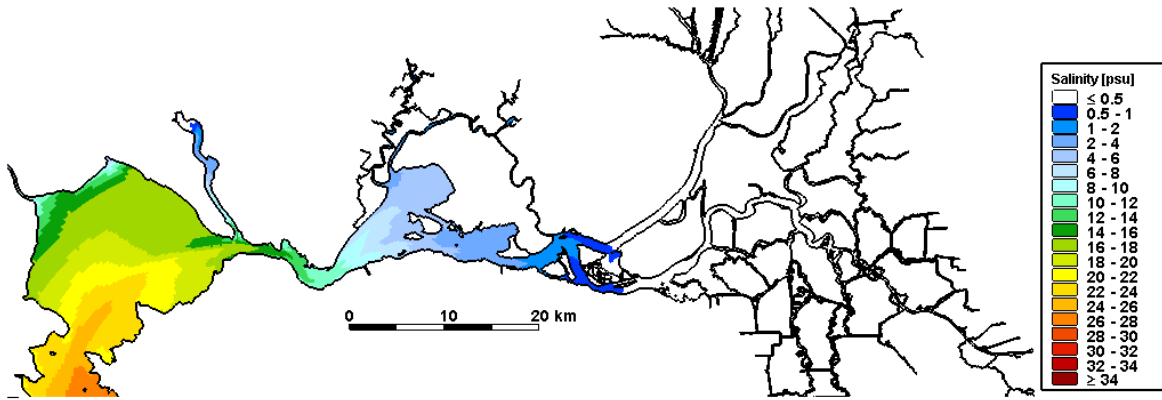 Salinity [psu]
≤ 0.5
0.5 - 1
1 - 2
2 - 4
4 - 6
6 - 8
8 - 10
10 - 12
12 - 14
14 - 16
16 - 18
18 - 20
20 - 22
22 - 24
24 - 26
26 - 28
28 - 30
30 - 32
32 - 34
≥ 34
0 10 20 km